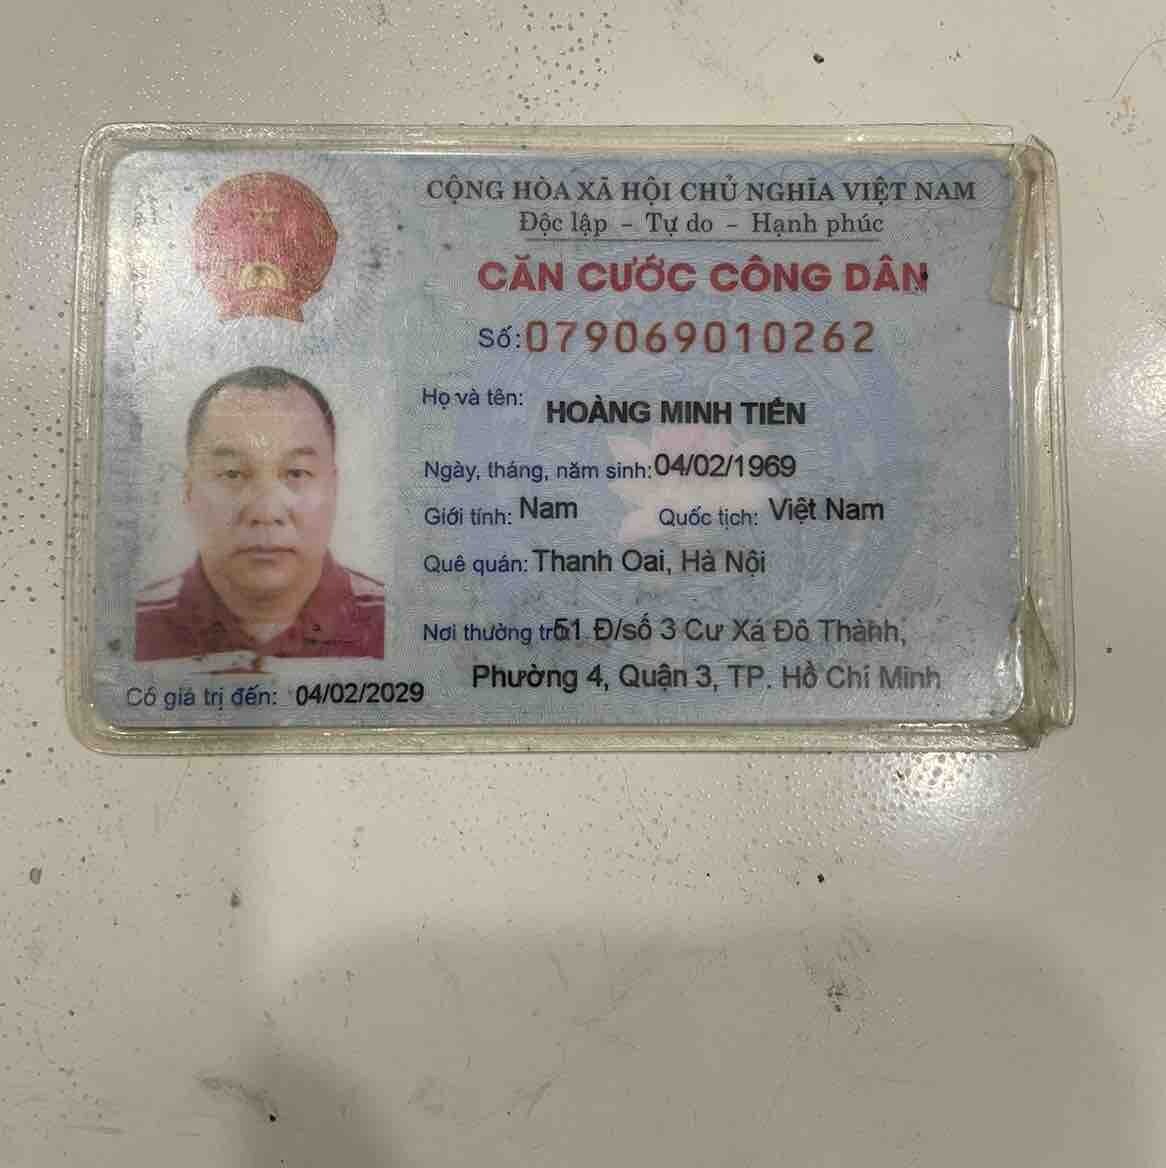 CỘNG HÒA XÃ HỘI CHỦ NGHĨA VIỆT NAM
Độc lập – Tự do – Hạnh phúc
CĂN CƯỚC CÔNG DÂN
Số: 079069010262
Họ và tên: HOÀNG MINH TIẾN
Ngày, tháng, năm sinh: 04/02/1969
Giới tính: Nam Quốc tịch: Việt Nam
Quê quán: Thanh Oai, Hà Nội
Nơi thường trú: 51 Đ/số 3 Cư Xá Đô Thành,
Phường 4, Quận 3, TP. Hồ Chí Minh
Có giá trị đến: 04/02/2029